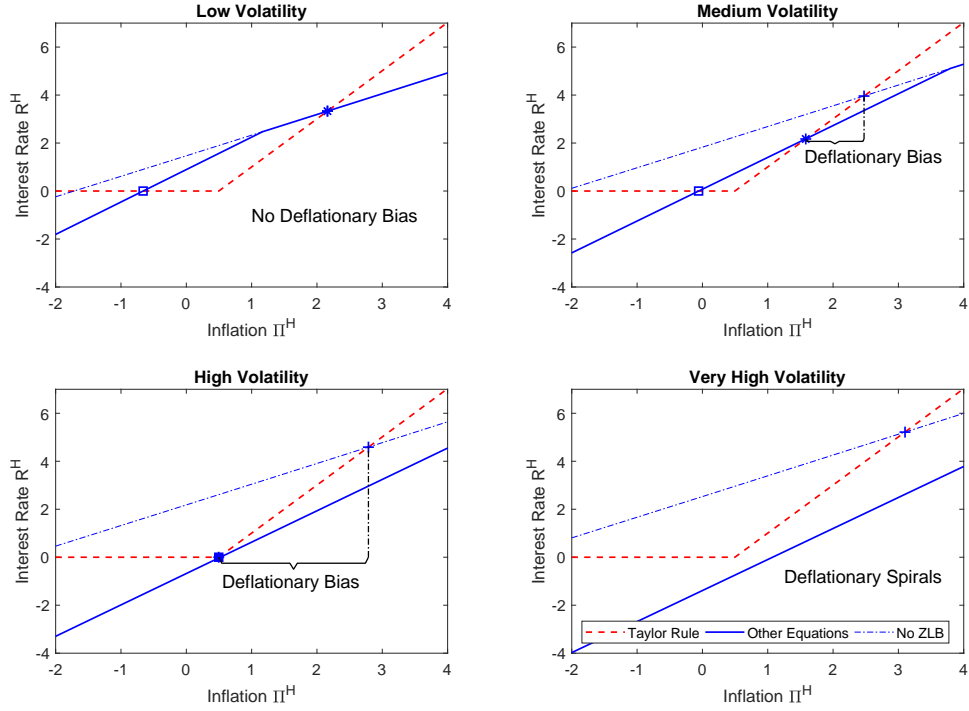 Low Volatility
6
4
2
0
-2
-4
Interest Rate R^H
No Deflationary Bias
-2 -1 0 1 2 3 4
Inflation Π^H
Medium Volatility
6
4
2
0
-2
-4
Interest Rate R^H
Deflationary Bias
-2 -1 0 1 2 3 4
Inflation Π^H
High Volatility
6
4
2
0
-2
-4
Interest Rate R^H
Deflationary Bias
-2 -1 0 1 2 3 4
Inflation Π^H
Very High Volatility
6
4
2
0
-2
-4
Interest Rate R^H
Deflationary Spirals
Taylor Rule Other Equations No ZLB
-2 -1 0 1 2 3 4
Inflation Π^H